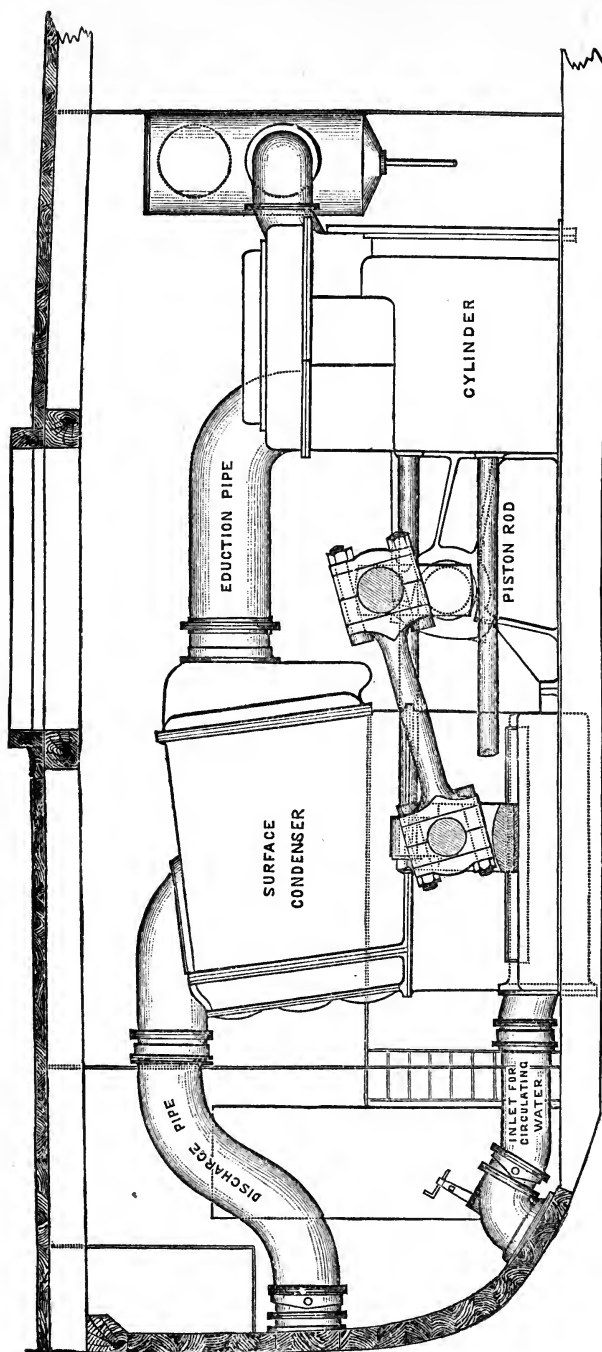 CYLINDER
EDUCTION PIPE
PISTON ROD
SURFACE
CONDENSER
INLET FOR
CIRCULATING
WATER
DISCHARGE PIPE